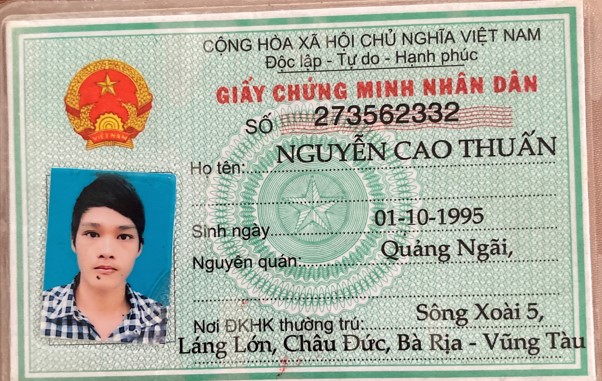 CỘNG HÒA XÃ HỘI CHỦ NGHĨA VIỆT NAM
Độc lập - Tự do - Hạnh phúc
GIẤY CHỨNG MINH NHÂN DÂN
SỐ 273562332
Họ tên: NGUYỄN CAO THUẤN
Sinh ngày 01-10-1995
Nguyên quán: Quảng Ngãi,
Nơi ĐKHK thường trú: Sông Xoài 5,
Láng Lớn, Châu Đức, Bà Rịa - Vũng Tàu
VIỆT NAM